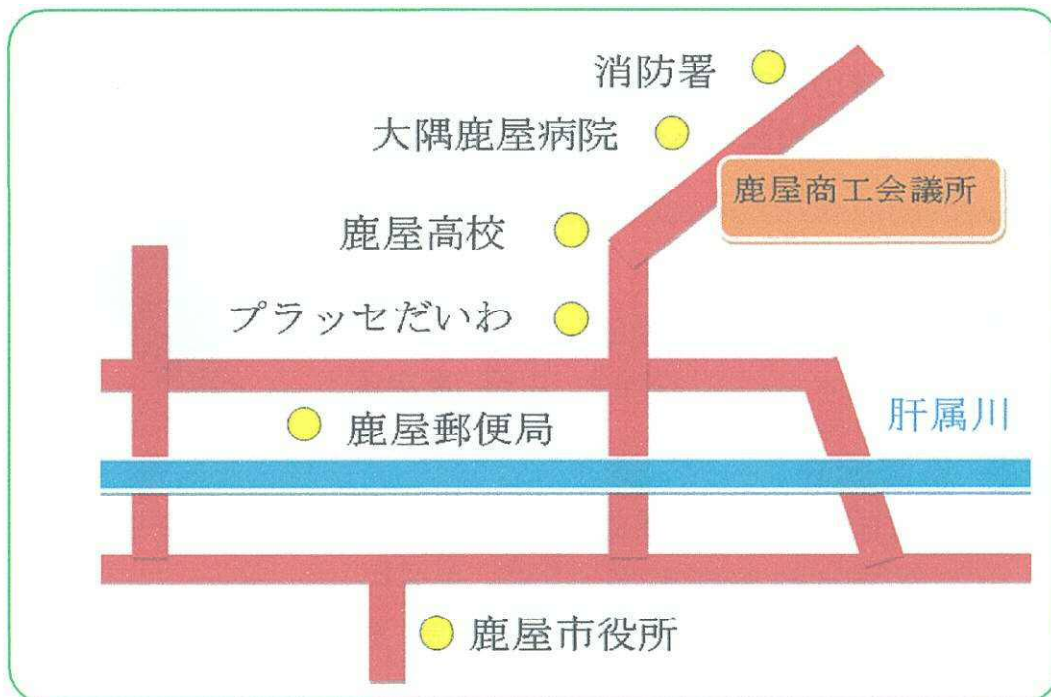 消防署
大隅鹿屋病院
鹿屋商工会議所
鹿屋高校
プラッセだいわ
肝属川
鹿屋郵便局
鹿屋市役所